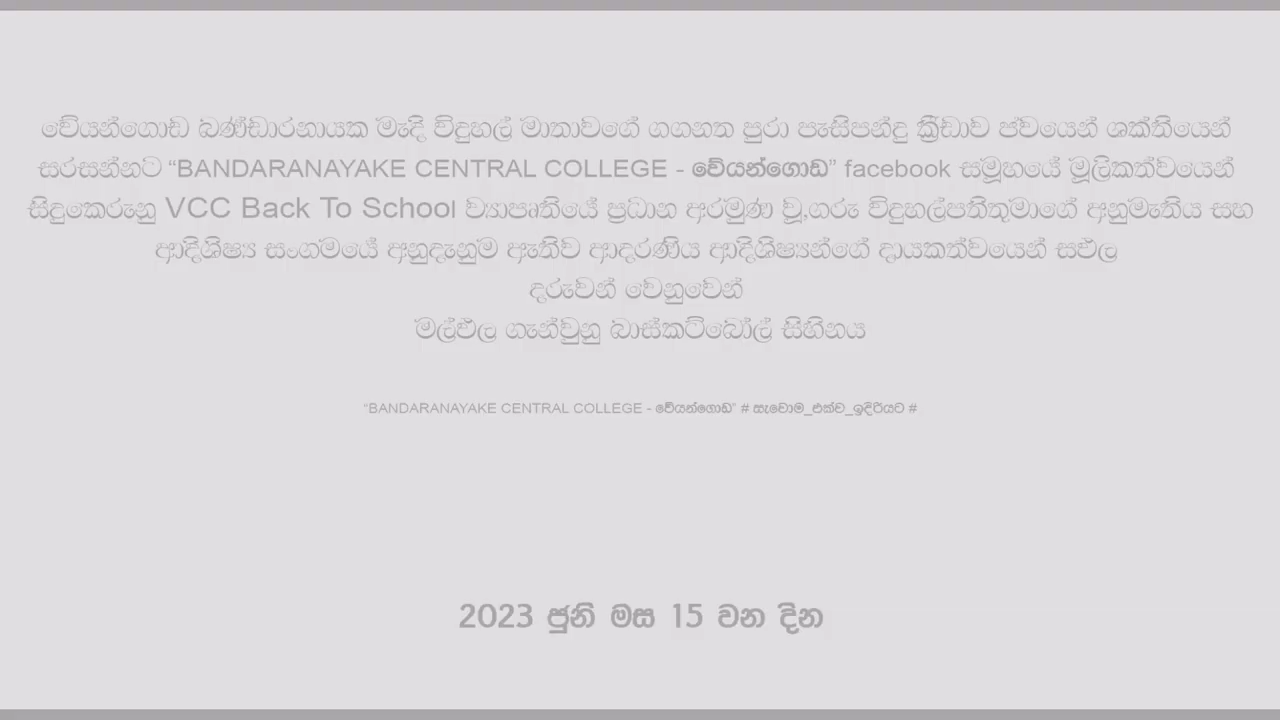 වේයන්ගොඩ බණ්ඩාරනායක මැදි විදුහල් මාතාවගේ ගගනත පුරා පැසිපන්දු ක්‍රීඩාව ජවයෙන් ශක්තියෙන්
සරසන්නට “BANDARANAYAKE CENTRAL COLLEGE - වේයන්ගොඩ” facebook සමූහයේ මූලිකත්වයෙන්
සිදුකෙරුනු VCC Back To School ව්‍යාපෘතියේ ප්‍රධාන අරමුණ වූ,ගරු විදුහල්පතිතුමාගේ අනුමැතිය සහ
ආදිශිෂ්‍ය සංගමයේ අනුදැනුම ඇතිව ආදරණිය ආදිශිෂ්‍යන්ගේ දායකත්වයෙන් සඵල
දරුවන් වෙනුවෙන්
මල්ඵල ගැන්වුනු බාස්කට්බෝල් සිහිනය
“BANDARANAYAKE CENTRAL COLLEGE - වේයන්ගොඩ” # සැවොම_එක්ව_ඉදිරියට #
2023 ජුනි මස 15 වන දින